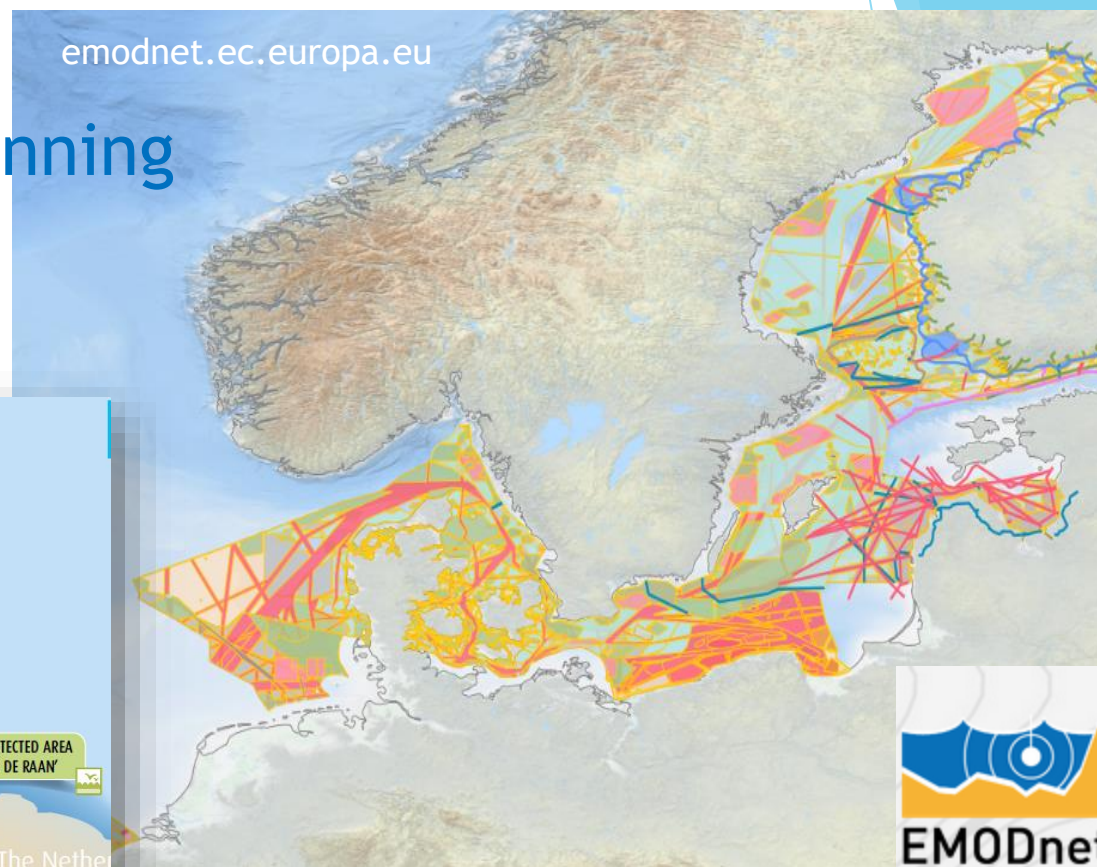 emodnet.ec.europa.eu
nning
TECTED AREA
DE RAAN'
The Nether
EMODnet